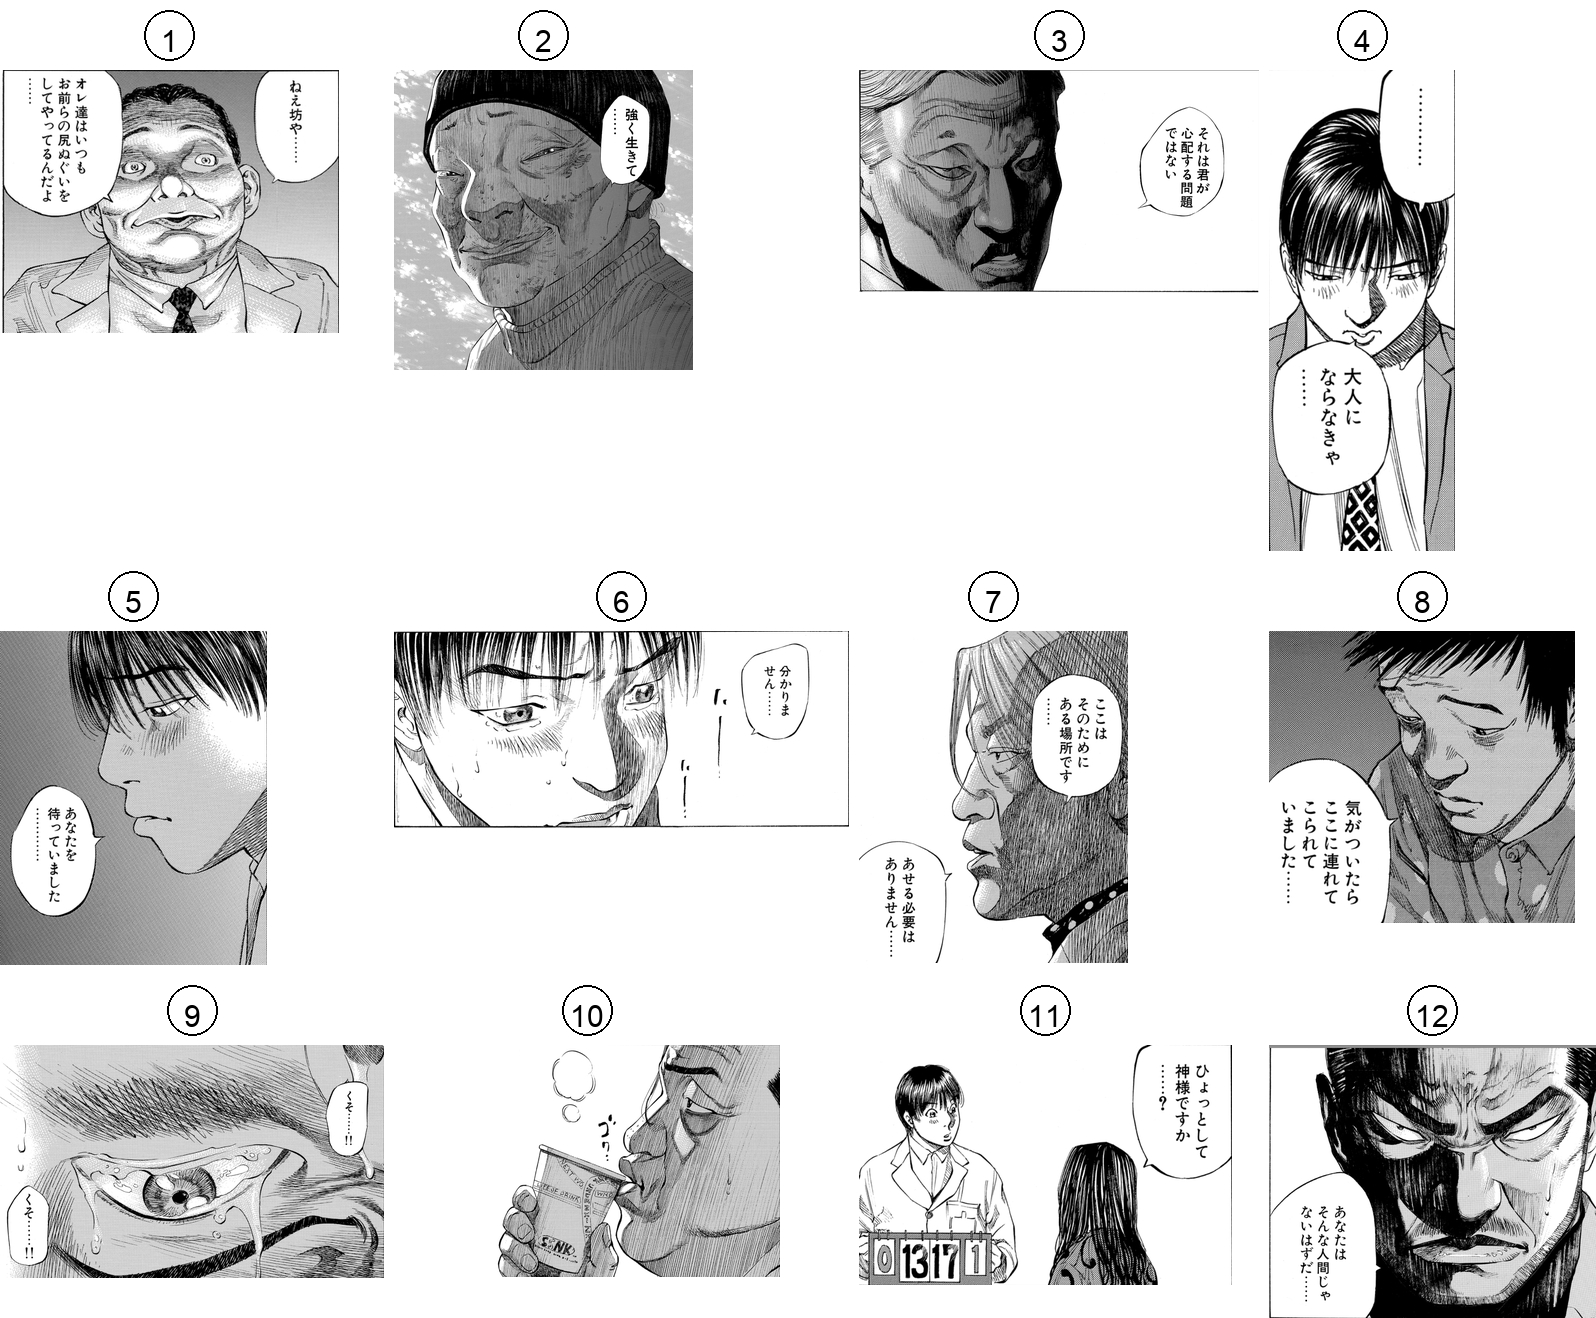 1
ねえ坊や……
オレ達はいつも
お前らの尻ぬぐいを
してやってるんだよ
……
2
強く生きて
……
3
それは君が
心配する問題
ではない
4
…………
大人に
ならなきゃ
……
5
あなたを
待っていました
…………
6
分かりま
せん……
7
ここは
そのために
ある場所です
……
あせる必要は
ありません……
8
気がついたら
ここに連れて
こられて
いました……
9
くそ……!!
くそ……!!
10
ゴク
11
ひょっとして
神様ですか
……?
0 13 17 1
12
あなたは
そんな人間じゃ
ないはずだ……